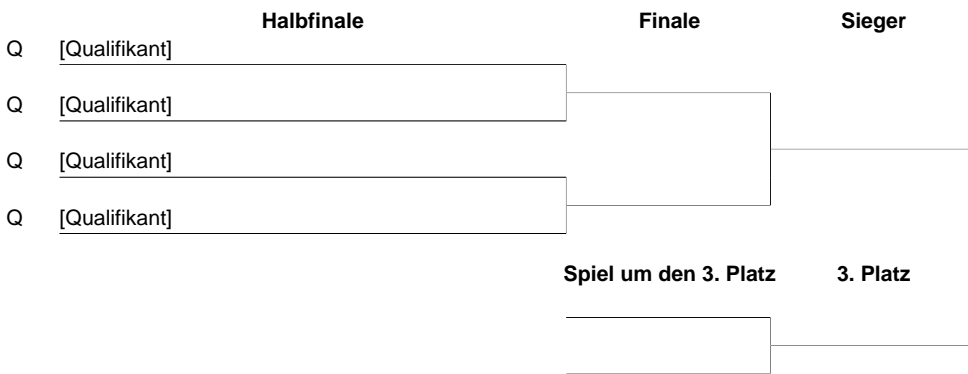 Halbfinale Finale Sieger
Q [Qualifikant]
Q [Qualifikant]
Q [Qualifikant]
Q [Qualifikant]
Spiel um den 3. Platz 3. Platz